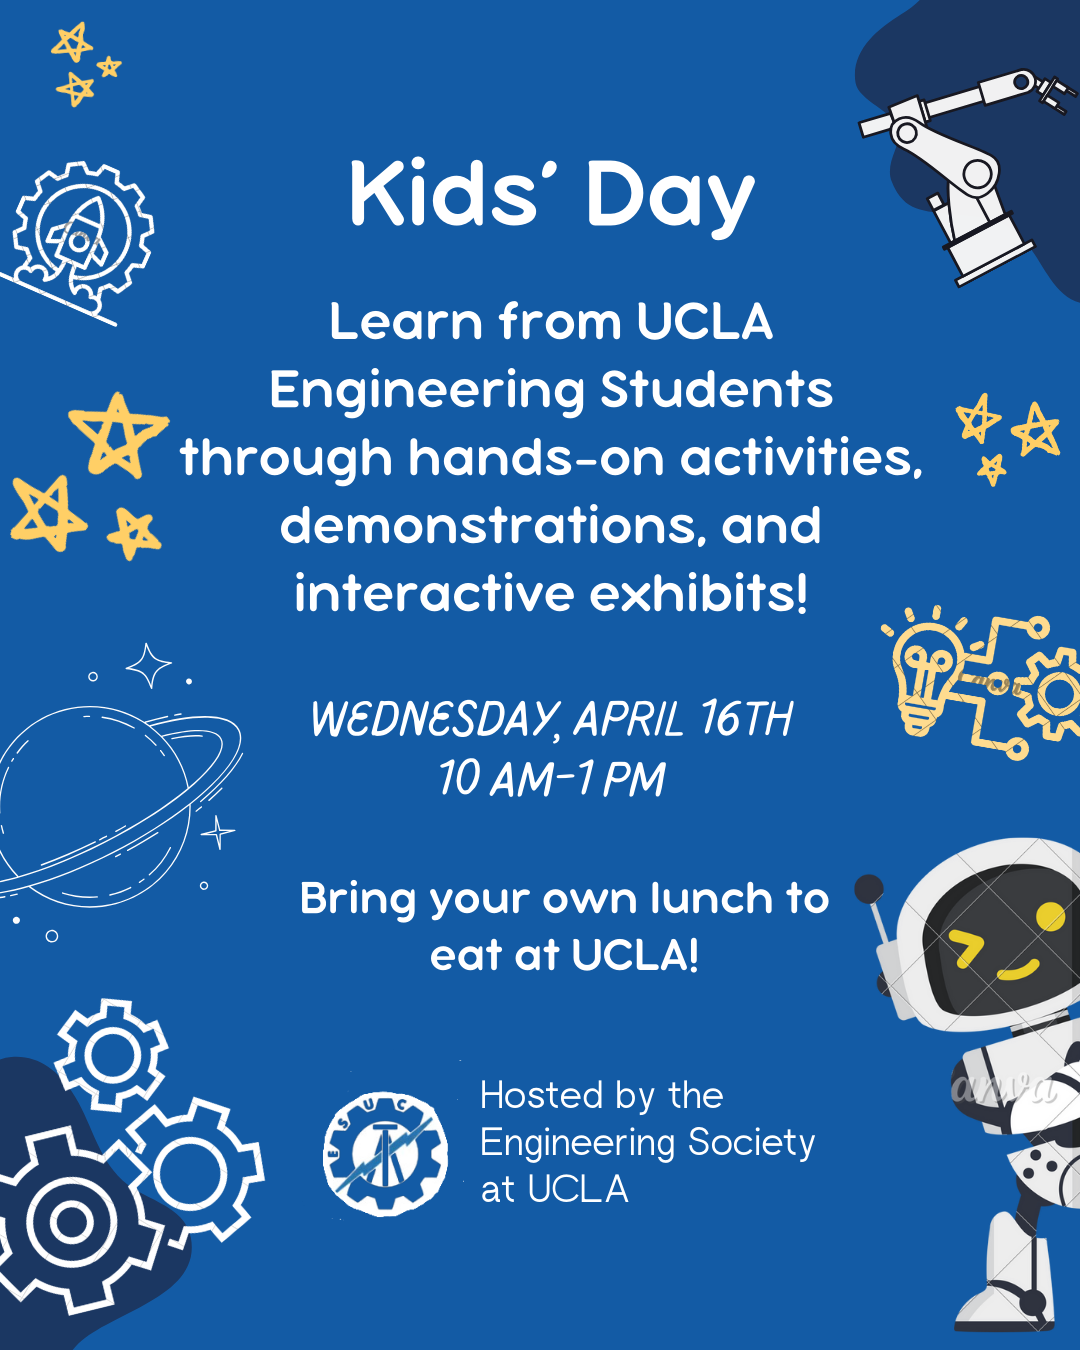 Kids' Day
Learn from UCLA
Engineering Students
through hands-on activities,
demonstrations, and
interactive exhibits!
WEDNESDAY, APRIL 16TH
10 AM-1 PM
Bring your own lunch to
eat at UCLA!
ESUC
Hosted by the
Engineering Society
at UCLA
anva